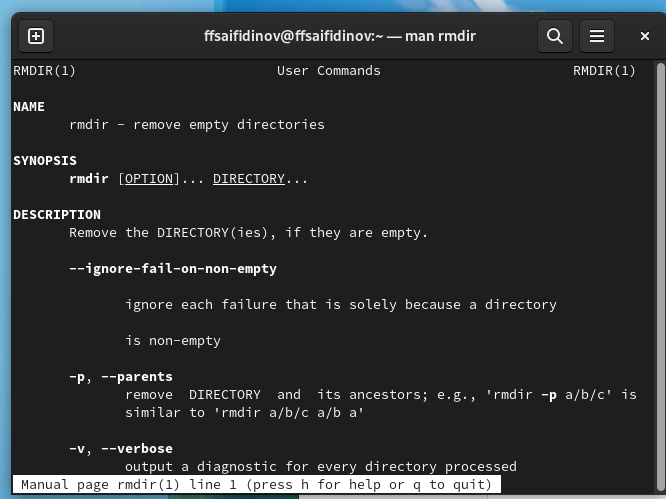 ffsaifidinov@ffsaifidinov:~ — man rmdir
RMDIR(1) User Commands RMDIR(1)
NAME
rmdir - remove empty directories
SYNOPSIS
rmdir [OPTION]... DIRECTORY...
DESCRIPTION
Remove the DIRECTORY(ies), if they are empty.
--ignore-fail-on-non-empty
ignore each failure that is solely because a directory
is non-empty
-p, --parents
remove DIRECTORY and its ancestors; e.g., 'rmdir -p a/b/c' is
similar to 'rmdir a/b/c a/b a'
-v, --verbose
output a diagnostic for every directory processed
Manual page rmdir(1) line 1 (press h for help or q to quit)